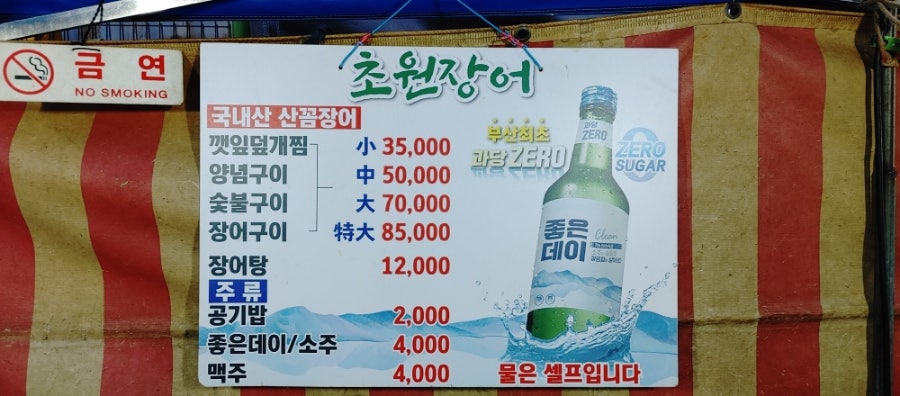 금연
NO SMOKING
초원장어
국내산 산꼼장어
깻잎덮개찜 小 35,000
양념구이 中 50,000
숯불구이 大 70,000
장어구이 特大 85,000
장어탕 12,000
주류
공기밥 2,000
좋은데이/소주 4,000
맥주 4,000
부산최초
과당 ZERO
과당
ZERO
ZERO
SUGAR
좋은
데이
Clean
물은 셀프입니다